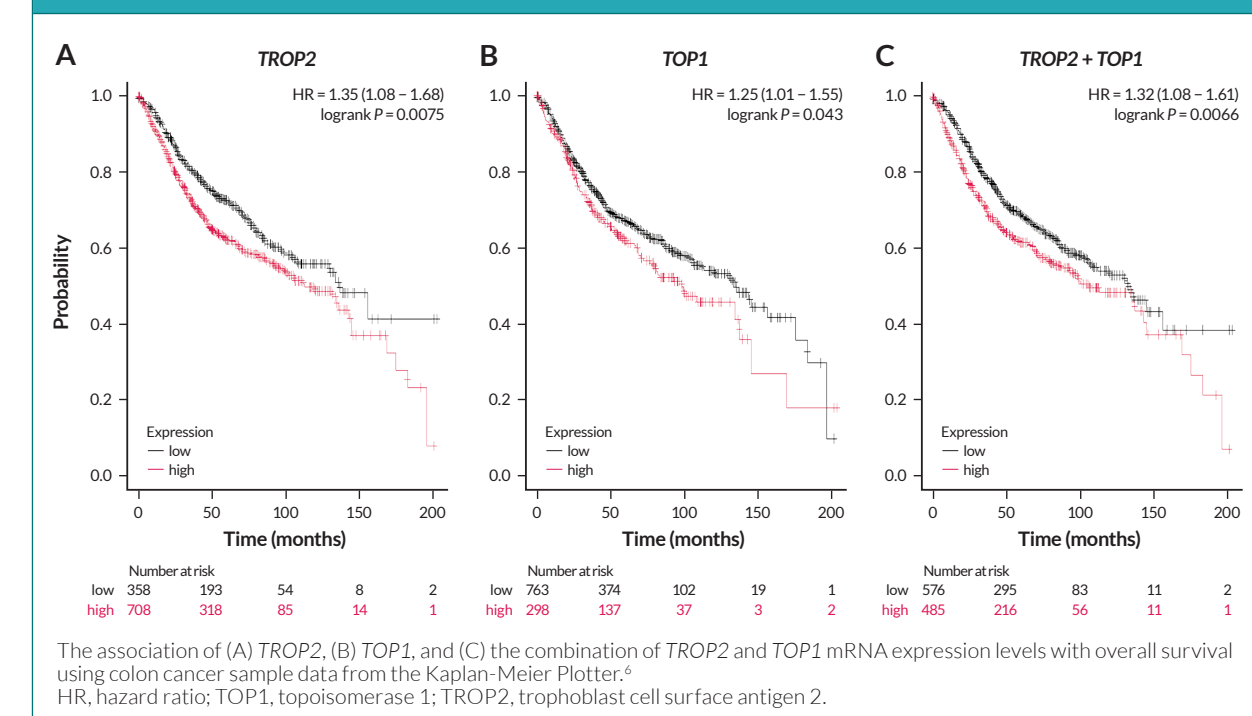 A
TROP2
HR = 1.35 (1.08 – 1.68)
logrank P = 0.0075
Probability
1.0
0.8
0.6
0.4
0.2
0.0
Expression
low
high
0 50 100 150 200
Time (months)
Number at risk
low 358 193 54 8 2
high 708 318 85 14 1
B
TOP1
HR = 1.25 (1.01 – 1.55)
logrank P = 0.043
1.0
0.8
0.6
0.4
0.2
0.0
Expression
low
high
0 50 100 150 200
Time (months)
Number at risk
low 763 374 102 19 1
high 298 137 37 3 2
C
TROP2 + TOP1
HR = 1.32 (1.08 – 1.61)
logrank P = 0.0066
1.0
0.8
0.6
0.4
0.2
0.0
Expression
low
high
0 50 100 150 200
Time (months)
Number at risk
low 576 295 83 11 2
high 485 216 56 11 1
The association of (A) TROP2, (B) TOP1, and (C) the combination of TROP2 and TOP1 mRNA expression levels with overall survival
using colon cancer sample data from the Kaplan-Meier Plotter.⁶
HR, hazard ratio; TOP1, topoisomerase 1; TROP2, trophoblast cell surface antigen 2.